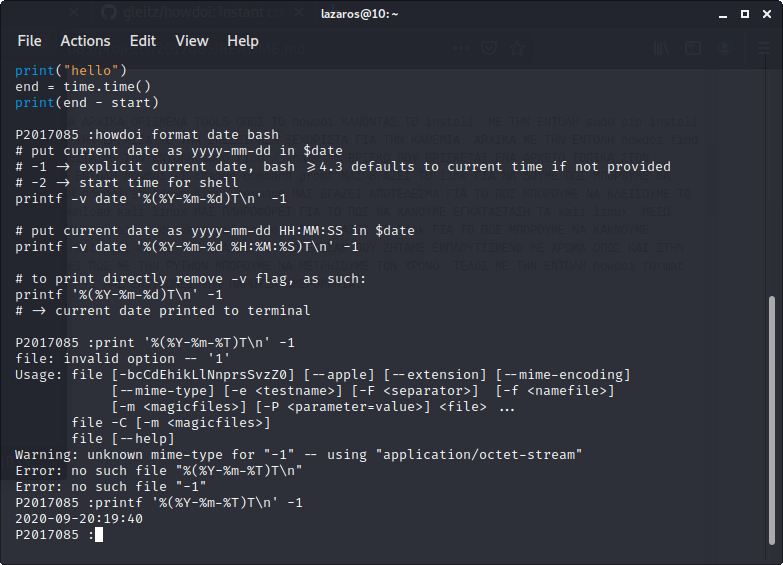 gleitz/howdoi: instant
lazaros@10: ~
File Actions Edit View Help
print("hello")
end = time.time()
print(end - start)
P2017085 :howdoi format date bash
# put current date as yyyy-mm-dd in $date
# -1 -> explicit current date, bash >=4.3 defaults to current time if not provided
# -2 -> start time for shell
printf -v date '%(%Y-%m-%d)T\n' -1
# put current date as yyyy-mm-dd HH:MM:SS in $date
printf -v date '%(%Y-%m-%d %H:%M:%S)T\n' -1
# to print directly remove -v flag, as such:
printf '%(%Y-%m-%d)T\n' -1
# -> current date printed to terminal
P2017085 :print '%(%Y-%m-%T)T\n' -1
file: invalid option -- '1'
Usage: file [-bcCdEhikLlNnprsSvzZ0] [--apple] [--extension] [--mime-encoding]
[--mime-type] [-e <testname>] [-F <separator>] [-f <namefile>]
[-m <magicfiles>] [-P <parameter=value>] <file> ...
file -C [-m <magicfiles>]
file [--help]
Warning: unknown mime-type for "-1" -- using "application/octet-stream"
Error: no such file "%(%Y-%m-%T)T\n"
Error: no such file "-1"
P2017085 :printf '%(%Y-%m-%T)T\n' -1
2020-09-20:19:40
P2017085 :